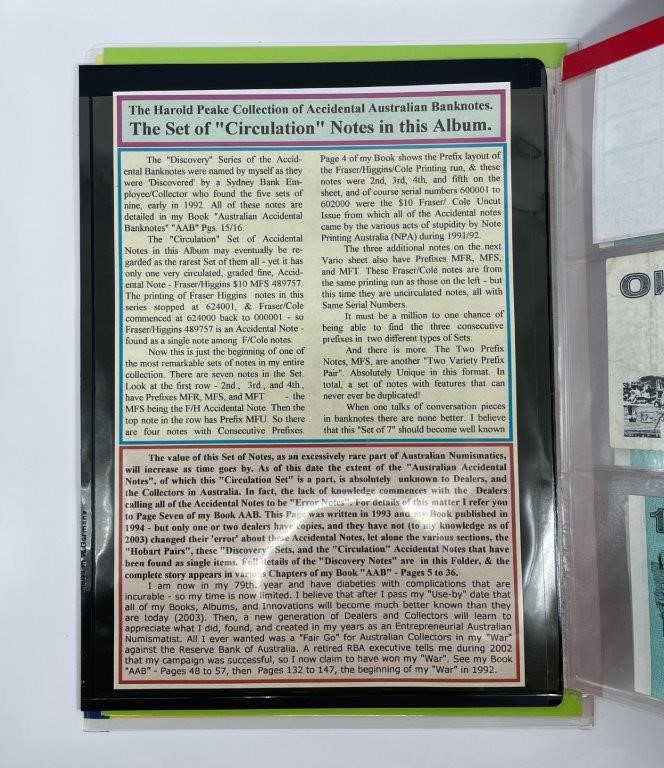 The Harold Peake Collection of Accidental Australian Banknotes.
The Set of "Circulation" Notes in this Album.
The "Discovery" Series of the Accid-
ental Banknotes were named by myself as they
were 'Discovered' by a Sydney Bank Em-
ployee/Collector who found the five sets of
nine, early in 1992. All of these notes are
detailed in my Book "Australian Accidental
Banknotes" "AAB" Pgs. 15/16.
The "Circulation" Set of Accidental
Notes in this Album may eventually be re-
garded as the rarest Set of them all - yet it has
only one very circulated, graded fine, Accid-
ental Note - Fraser/Higgins $10 MFS 489757.
The printing of Fraser Higgins notes in this
series stopped at 624001, & Fraser/Cole
commenced at 624000 back to 000001 - so
Fraser/Higgins 489757 is an Accidental Note -
found as a single note among F/Cole notes.
Now this is just the beginning of one of
the most remarkable sets of notes in my entire
collection. There are seven notes in the Set.
Look at the first row - 2nd., 3rd., and 4th.,
have Prefixes MFR, MFS, and MFT - the
MFS being the F/H Accidental Note. Then the
top note in the row has Prefix MFU. So there
are four notes with Consecutive Prefixes.
Page 4 of my Book shows the Prefix layout of
the Fraser/Higgins/Cole Printing run, & these
notes were 2nd, 3rd, 4th, and fifth on the
sheet, and of course serial numbers 600001 to
602000 were the $10 Fraser/ Cole Uncut
Issue from which all of the Accidental notes
came by the various acts of stupidity by Note
Printing Australia (NPA) during 1991/92.
The three additional notes on the next
Vario sheet also have Prefixes MFR, MFS,
and MFT. These Fraser/Cole notes are from
the same printing run as those on the left - but
this time they are uncirculated notes, all with
Same Serial Numbers.
It must be a million to one chance of
being able to find the three consecutive
prefixes in two different types of Sets.
And there is more. The Two Prefix
Notes, MFS, are another "Two Variety Prefix
Pair". Absolutely Unique in this format. In
total, a set of notes with features that can
never ever be duplicated!
When one talks of conversation pieces
in banknotes there are none better. I believe
that this "Set of 7" should become well known
The value of this Set of Notes, as an excessively rare part of Australian Numismatics,
will increase as time goes by. As of this date the extent of the "Australian Accidental
Notes", of which this "Circulation Set" is a part, is absolutely unknown to Dealers, and
the Collectors in Australia. In fact, the lack of knowledge commences with the Dealers
calling all of the Accidental Notes to be "Error Notes". For details of this matter I refer you
to Page Seven of my Book AAB. This Page was written in 1993 and my Book published in
1994 - but only one or two dealers have copies, and they have not (to my knowledge as of
2003) changed their 'error' about these Accidental Notes, let alone the various sections, the
"Hobart Pairs", these "Discovery" Sets, and the "Circulation" Accidental Notes that have
been found as single items. Full details of the "Discovery Notes" are in this Folder, & the
complete story appears in various Chapters of my Book "AAB" - Pages 5 to 36.
I am now in my 79th. year and have diabeties with complications that are
incurable - so my time is now limited. I believe that after I pass my "Use-by" date that
all of my Books, Albums, and Innovations will become much better known than they
are today (2003). Then, a new generation of Dealers and Collectors will learn to
appreciate what I did, found, and created in my years as an Entrepreneurial Australian
Numismatist. All I ever wanted was a "Fair Go" for Australian Collectors in my "War"
against the Reserve Bank of Australia. A retired RBA executive tells me during 2002
that my campaign was successful, so I now claim to have won my "War". See my Book
"AAB" - Pages 48 to 57, then Pages 132 to 147, the beginning of my "War" in 1992.